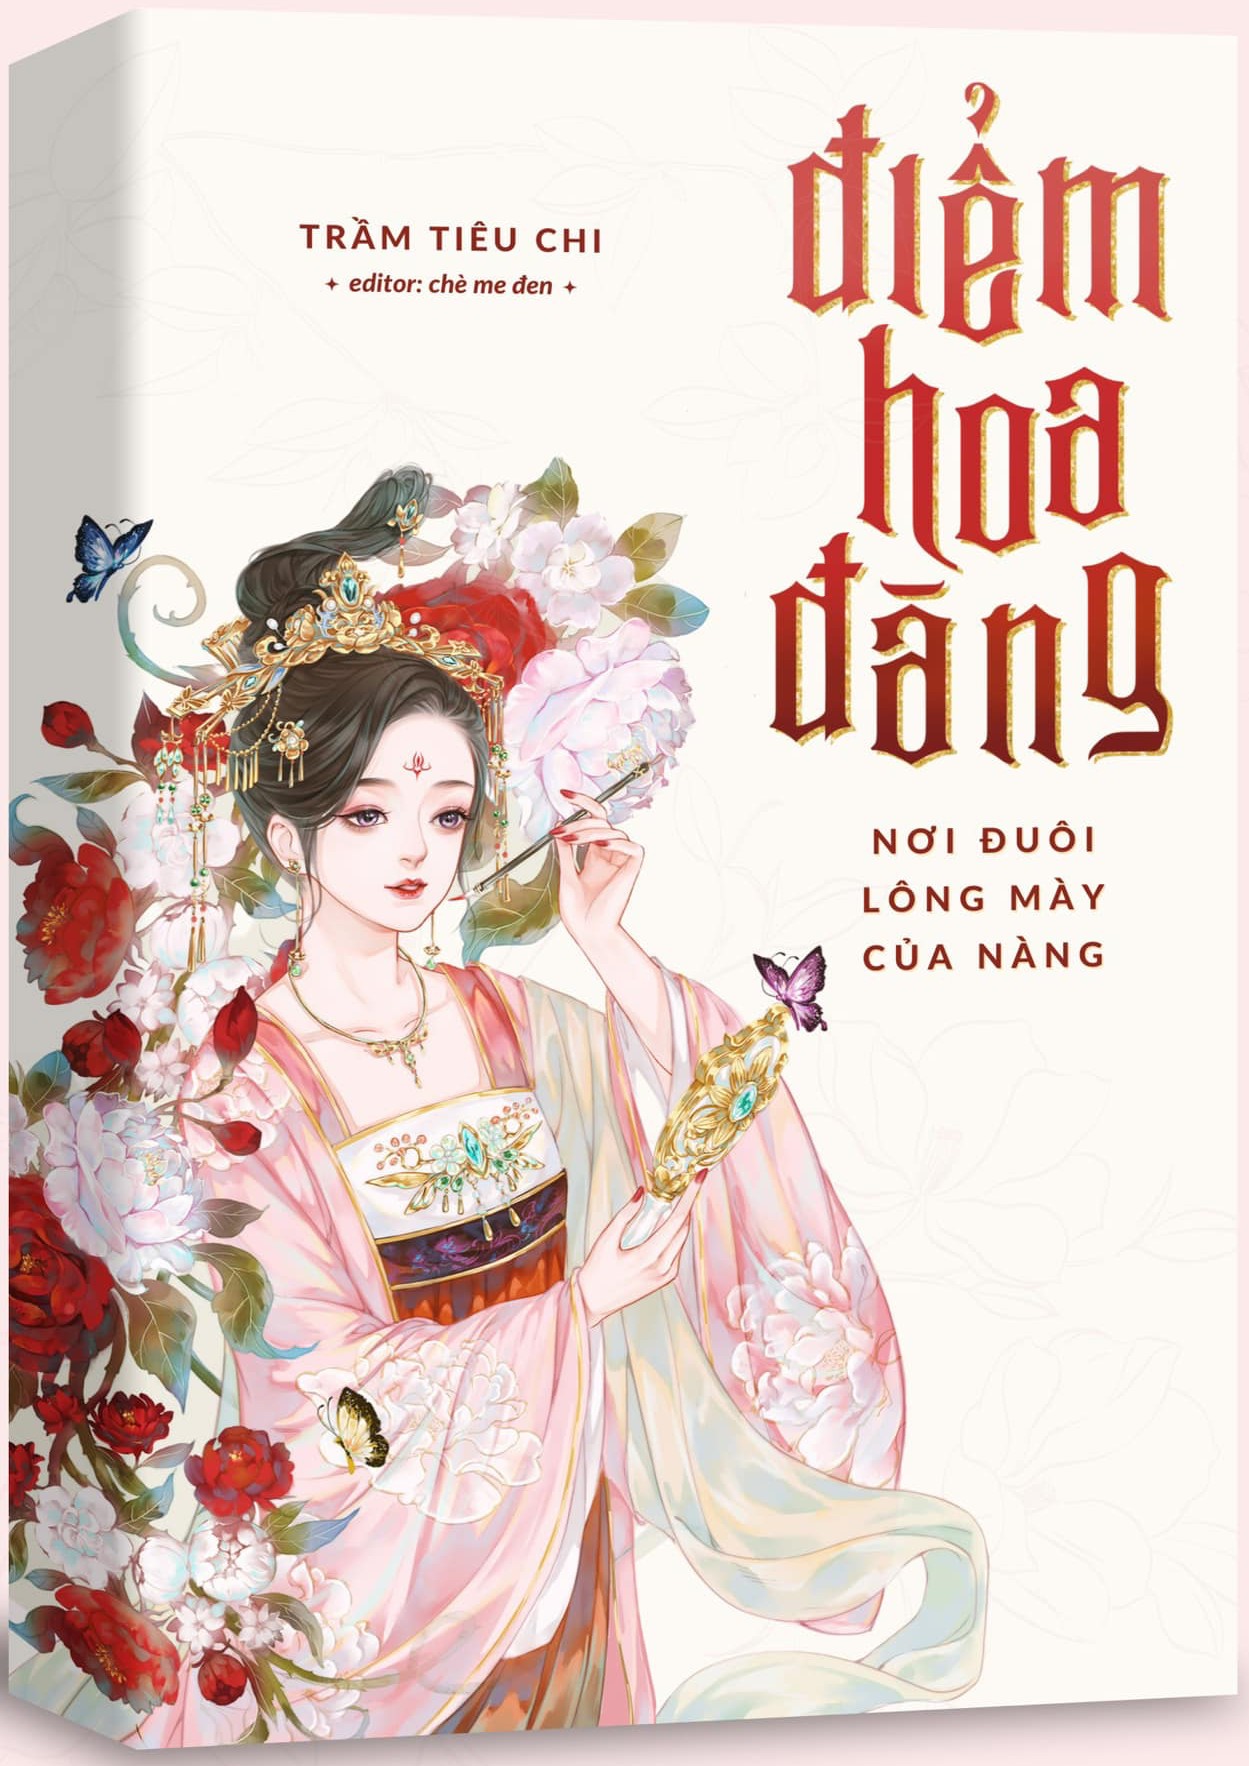 TRẦM TIÊU CHI
✦ editor: chè me đen ✦
điểm
hoa
đăng
NƠI ĐUÔI
LÔNG MÀY
CỦA NÀNG